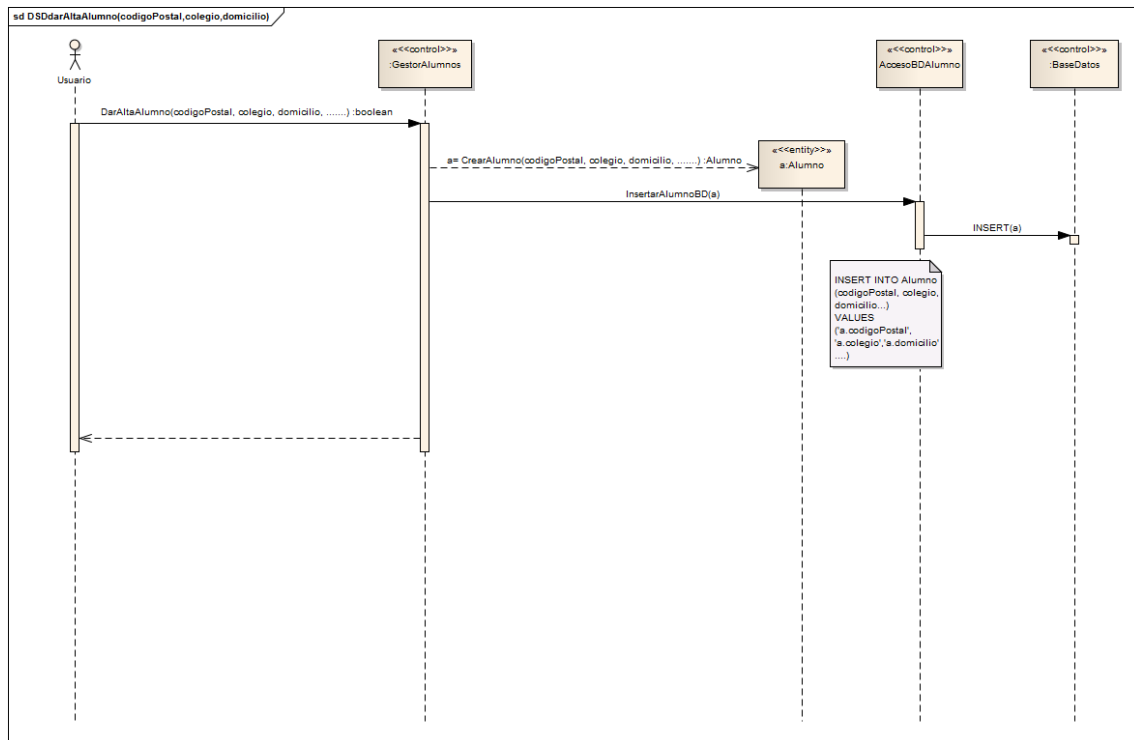 sd DSDdarAltaAlumno(codigoPostal,colegio,domicilio)
Usuario
«<<control>>»
:GestorAlumnos
«<<control>>»
AccesoBDAlumno
«<<control>>»
:BaseDatos
DarAltaAlumno(codigoPostal, colegio, domicilio, .......) :boolean
a= CrearAlumno(codigoPostal, colegio, domicilio, .......) :Alumno
«<<entity>>»
a:Alumno
InsertarAlumnoBD(a)
INSERT(a)
INSERT INTO Alumno
(codigoPostal, colegio,
domicilio...)
VALUES
('a.codigoPostal',
'a.colegio','a.domicilio'
....)